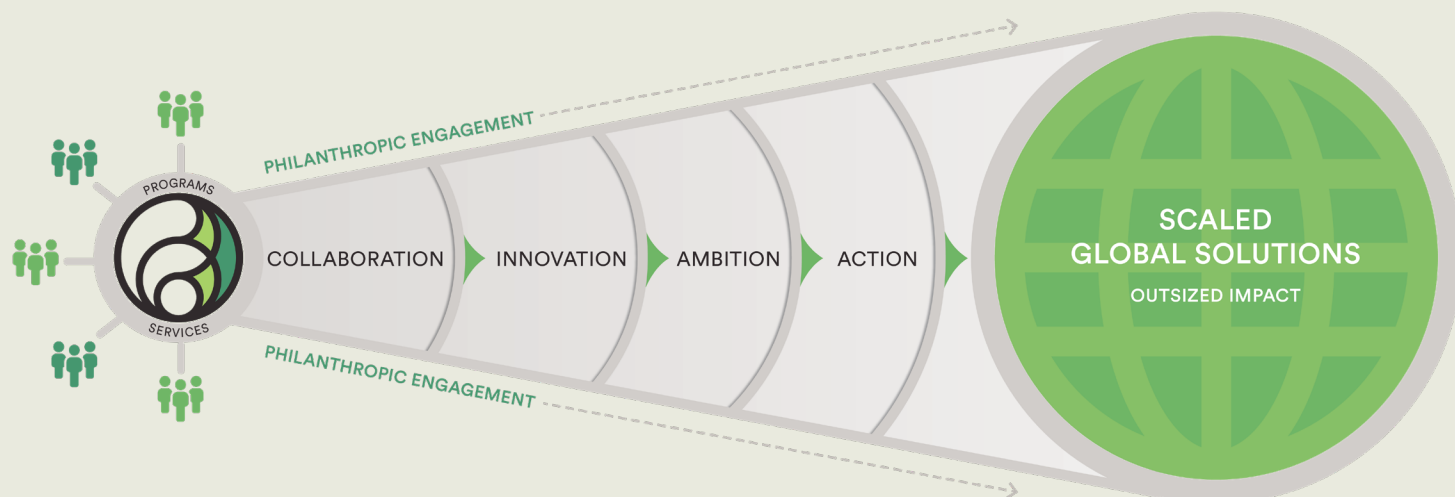 PHILANTHROPIC ENGAGEMENT
PROGRAMS
SERVICES
COLLABORATION
INNOVATION
AMBITION
ACTION
SCALED
GLOBAL SOLUTIONS
OUTSIZED IMPACT
PHILANTHROPIC ENGAGEMENT